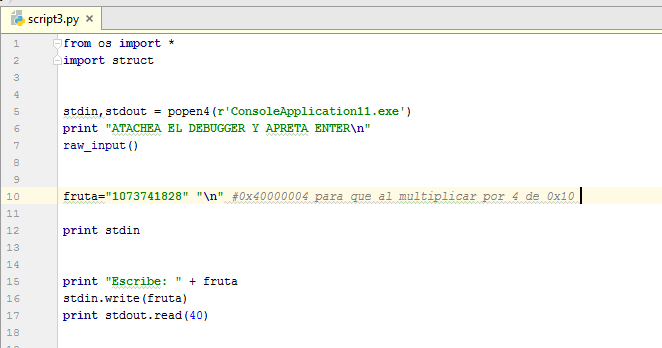 script3.py ×
1 from os import *
2 import struct
3
4
5 stdin,stdout = popen4(r'ConsoleApplication11.exe')
6 print "ATACHEA EL DEBUGGER Y APRETA ENTER\n"
7 raw_input()
8
9
10 fruta="1073741828" "\n" #0x40000004 para que al multiplicar por 4 de 0x10
11
12 print stdin
13
14
15 print "Escribe: " + fruta
16 stdin.write(fruta)
17 print stdout.read(40)
18